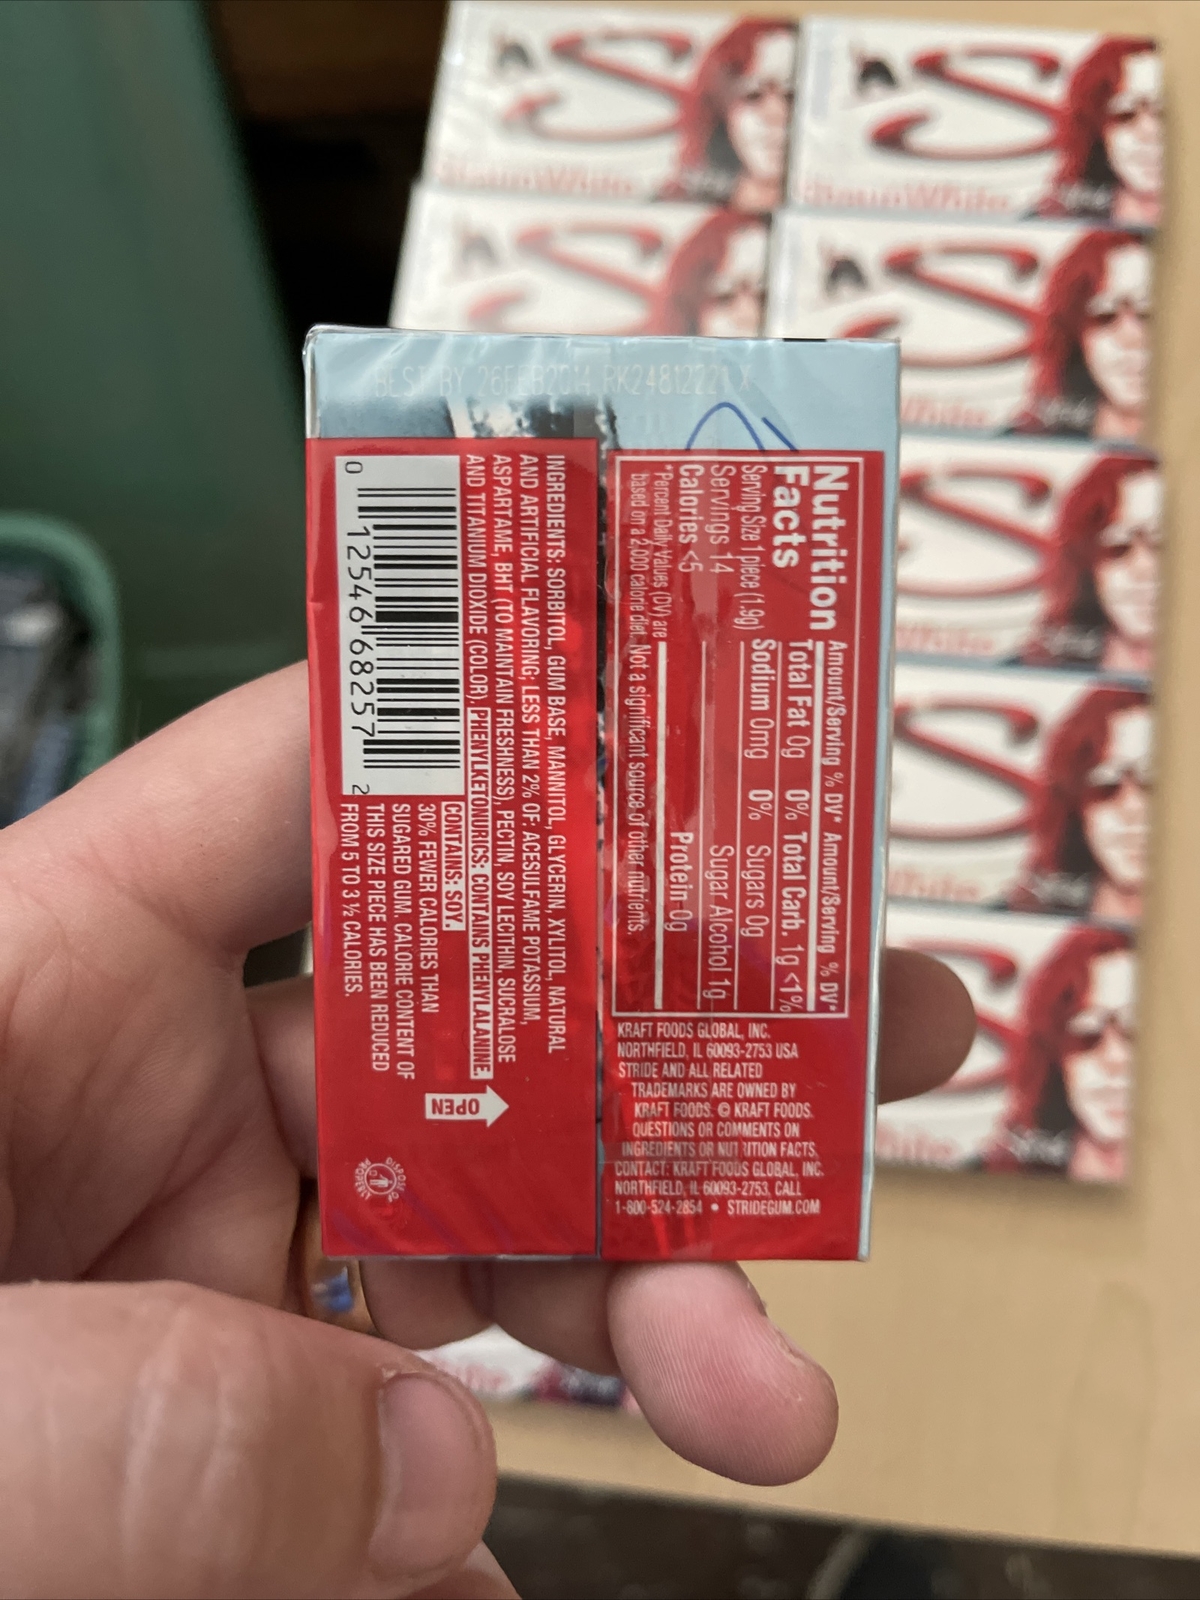 BEST BY 26FEB2014 RK24812221 X
Nutrition
Facts
Serving Size 1 piece (1.9g)
Servings 14
Calories <5
*Percent Daily Values (DV) are
based on a 2,000 calorie diet.
Amount/Serving % DV* Amount/Serving % DV*
Total Fat 0g 0% Total Carb. 1g <1%
Sodium 0mg 0% Sugars 0g
Sugar Alcohol 1g
Protein 0g
Not a significant source of other nutrients.
KRAFT FOODS GLOBAL, INC.
NORTHFIELD, IL 60093-2753 USA
STRIDE AND ALL RELATED
TRADEMARKS ARE OWNED BY
KRAFT FOODS. © KRAFT FOODS.
QUESTIONS OR COMMENTS ON
INGREDIENTS OR NUTRITION FACTS,
CONTACT: KRAFT FOODS GLOBAL, INC.
NORTHFIELD, IL 60093-2753, CALL
1-800-524-2854 • STRIDEGUM.COM
INGREDIENTS: SORBITOL, GUM BASE, MANNITOL, GLYCERIN, XYLITOL, NATURAL
AND ARTIFICIAL FLAVORING; LESS THAN 2% OF: ACESULFAME POTASSIUM,
ASPARTAME, BHT (TO MAINTAIN FRESHNESS), PECTIN, SOY LECITHIN, SUCRALOSE
AND TITANIUM DIOXIDE (COLOR). PHENYLKETONURICS: CONTAINS PHENYLALANINE.
CONTAINS: SOY.
30% FEWER CALORIES THAN
SUGARED GUM. CALORIE CONTENT OF
THIS SIZE PIECE HAS BEEN REDUCED
FROM 5 TO 3 ½ CALORIES.
0 12546 68257 2
OPEN
DISPOSE OF PROPERLY
ShaunWhite
ShaunWhite